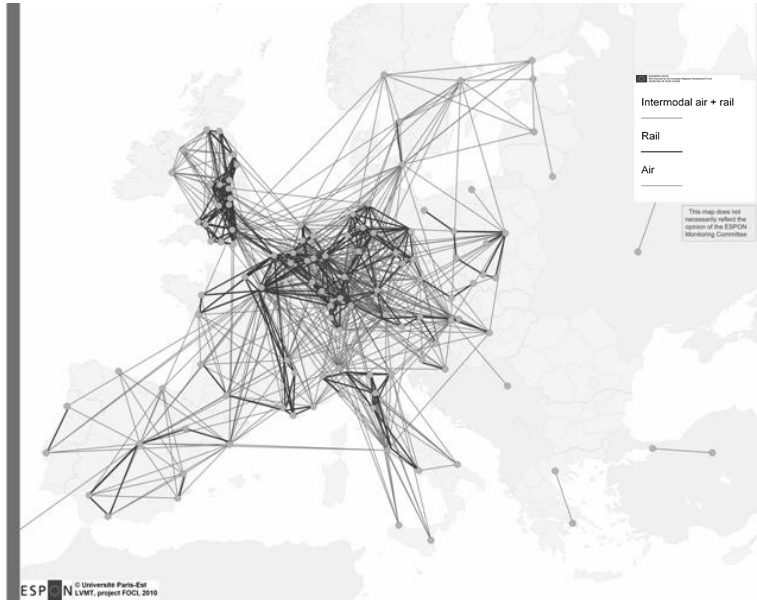 Intermodal air + rail
Rail
Air
This map does not
necessarily reflect the
opinion of the ESPON
Monitoring Committee
ESPON
© Université Paris-Est
LVMT, project FOCI, 2010